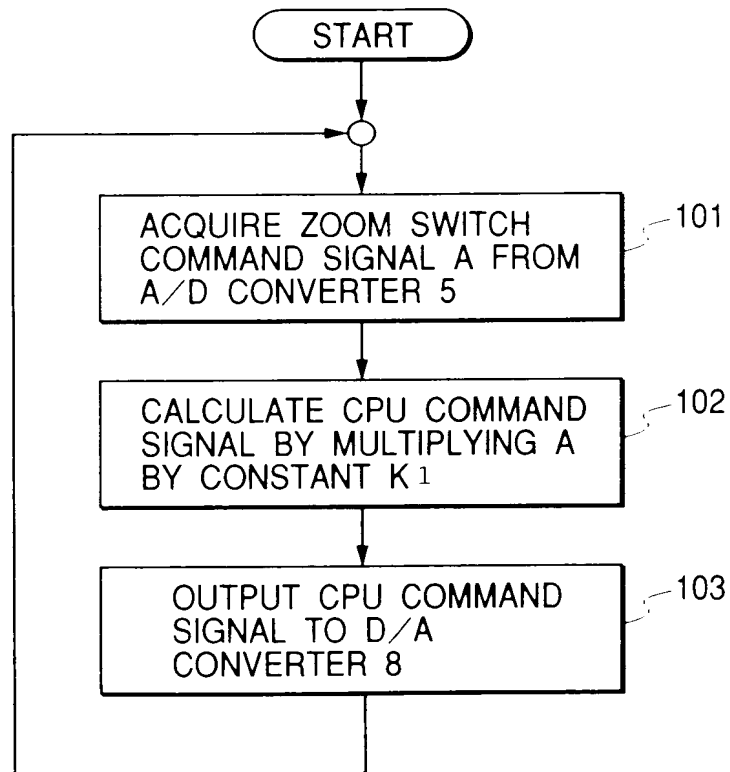 START
ACQUIRE ZOOM SWITCH
COMMAND SIGNAL A FROM
A/D CONVERTER 5
101
CALCULATE CPU COMMAND
SIGNAL BY MULTIPLYING A
BY CONSTANT K1
102
OUTPUT CPU COMMAND
SIGNAL TO D/A
CONVERTER 8
103